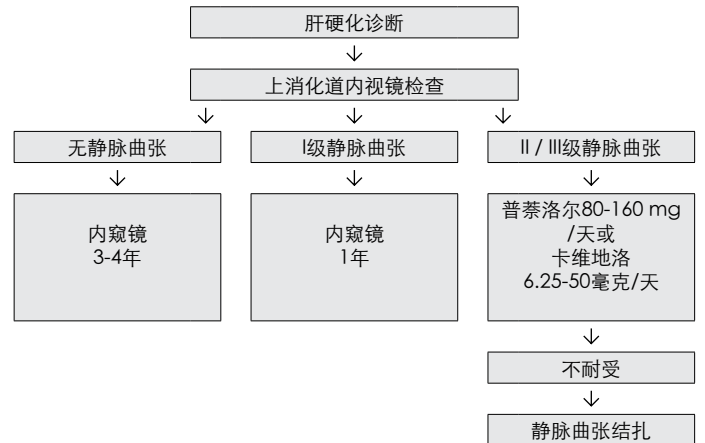 肝硬化诊断
上消化道内视镜检查
无静脉曲张
I级静脉曲张
II / III级静脉曲张
内窥镜
3-4年
内窥镜
1年
普萘洛尔80-160 mg
/天或
卡维地洛
6.25-50毫克/天
不耐受
静脉曲张结扎